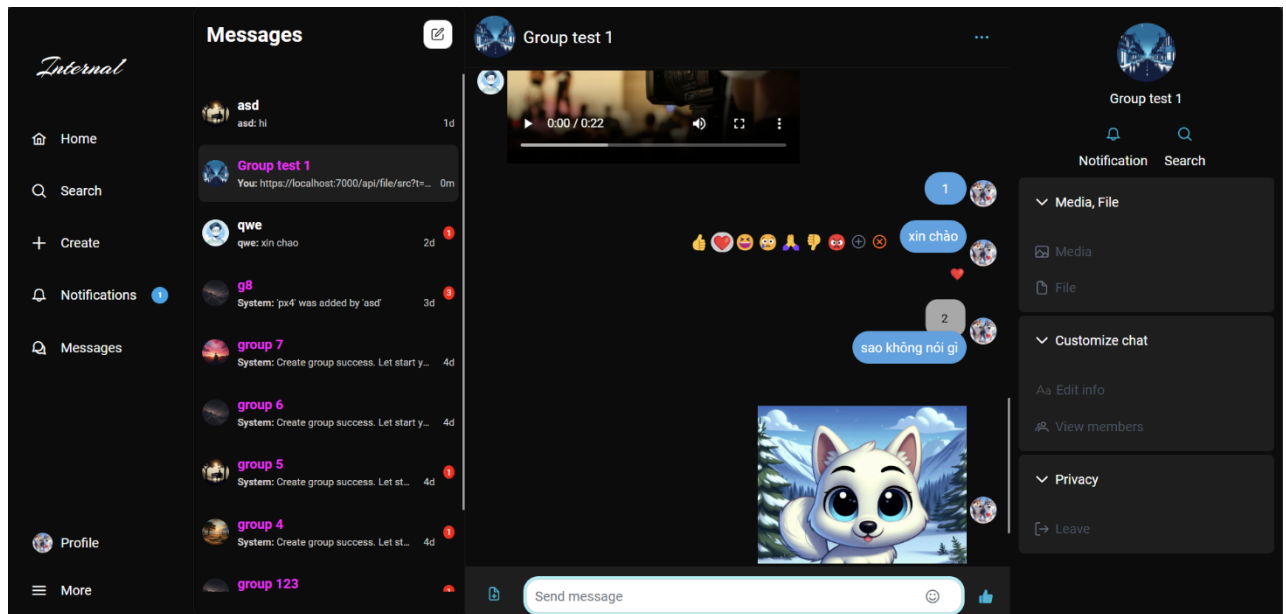 Internal
Home
Search
Create
Notifications 1
Messages
Profile
More
Messages
asd
asd: hi 1d
Group test 1
You: https://localhost:7000/api/file/src?t=... 0m
qwe
qwe: xin chao 2d 1
g8
System: 'px4' was added by 'asd' 3d 3
group 7
System: Create group success. Let start y... 4d
group 6
System: Create group success. Let start y... 4d
group 5
System: Create group success. Let st... 4d 1
group 4
System: Create group success. Let st... 4d 1
group 123
Group test 1
0:00 / 0:22
1
xin chào
2
sao không nói gì
Send message
Group test 1
Notification Search
Media, File
Media
File
Customize chat
Aa Edit info
View members
Privacy
Leave